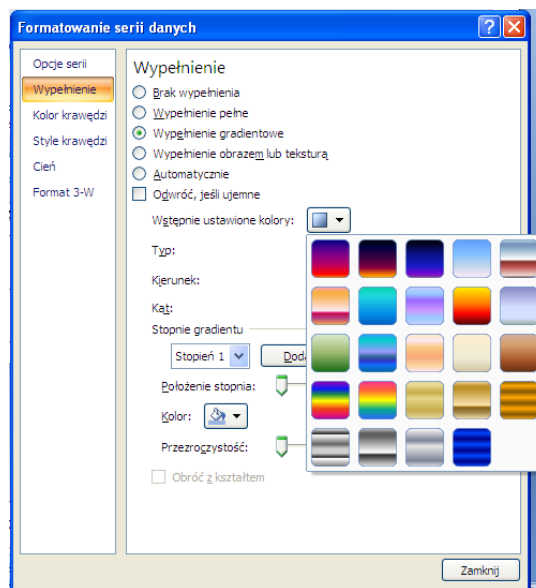 Formatowanie serii danych
Opcje serii
Wypełnienie
Kolor krawędzi
Style krawędzi
Cień
Format 3-W
Wypełnienie
Brak wypełnienia
Wypełnienie pełne
Wypełnienie gradientowe
Wypełnienie obrazem lub teksturą
Automatycznie
Odwróć, jeśli ujemne
Wstępnie ustawione kolory:
Typ:
Kierunek:
Kąt:
Stopnie gradientu
Stopień 1
Położenie stopnia:
Kolor:
Przezroczystość:
Obróć z kształtem
Zamknij